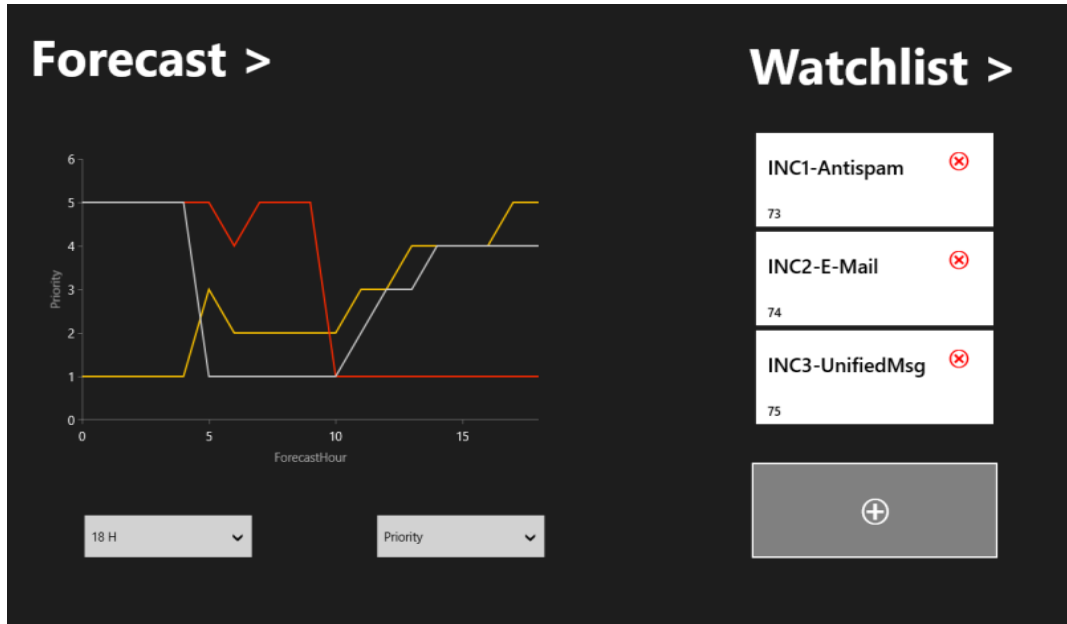 Forecast >
Watchlist >
6
5
4
3
2
1
0
Priority
0 5 10 15
ForecastHour
18 H
Priority
INC1-Antispam
73
INC2-E-Mail
74
INC3-UnifiedMsg
75